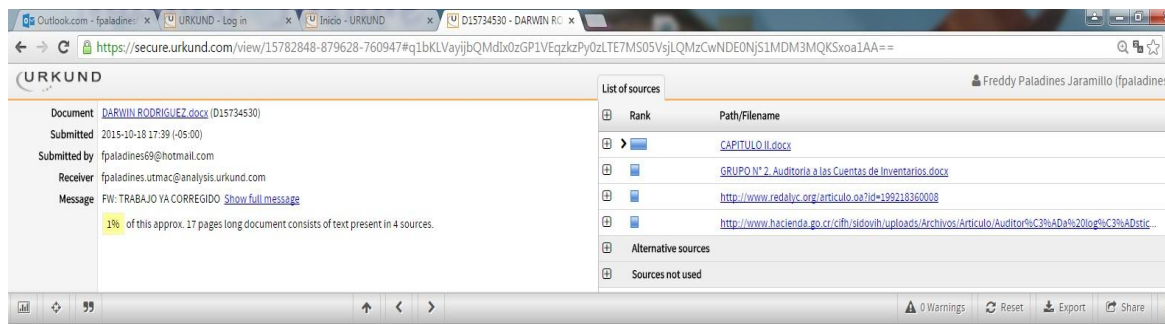 Outlook.com - fpaladines
URKUND - Log in
Inicio - URKUND
D15734530 - DARWIN RO
https://secure.urkund.com/view/15782848-879628-760947#q1bKLVayijbQMdIx0zGP1VEqzkzPy0zLTE7MS05VsjLQMzCwNDE0NjS1MDM3MQKSxoa1AA==
URKUND
Document DARWIN RODRIGUEZ.docx (D15734530)
Submitted 2015-10-18 17:39 (-05:00)
Submitted by fpaladines69@hotmail.com
Receiver fpaladines.utmac@analysis.urkund.com
Message FW: TRABAJO YA CORREGIDO Show full message
1% of this approx. 17 pages long document consists of text present in 4 sources.
List of sources
Freddy Paladines Jaramillo (fpaladines
Rank Path/Filename
CAPITULO II.docx
GRUPO N° 2. Auditoria a las Cuentas de Inventarios.docx
http://www.redalyc.org/articulo.oa?id=199218360008
http://www.hacienda.go.cr/cifh/sidovih/uploads/Archivos/Articulo/Auditor%C3%ADa%20log%C3%ADstic...
Alternative sources
Sources not used
0 Warnings Reset Export Share